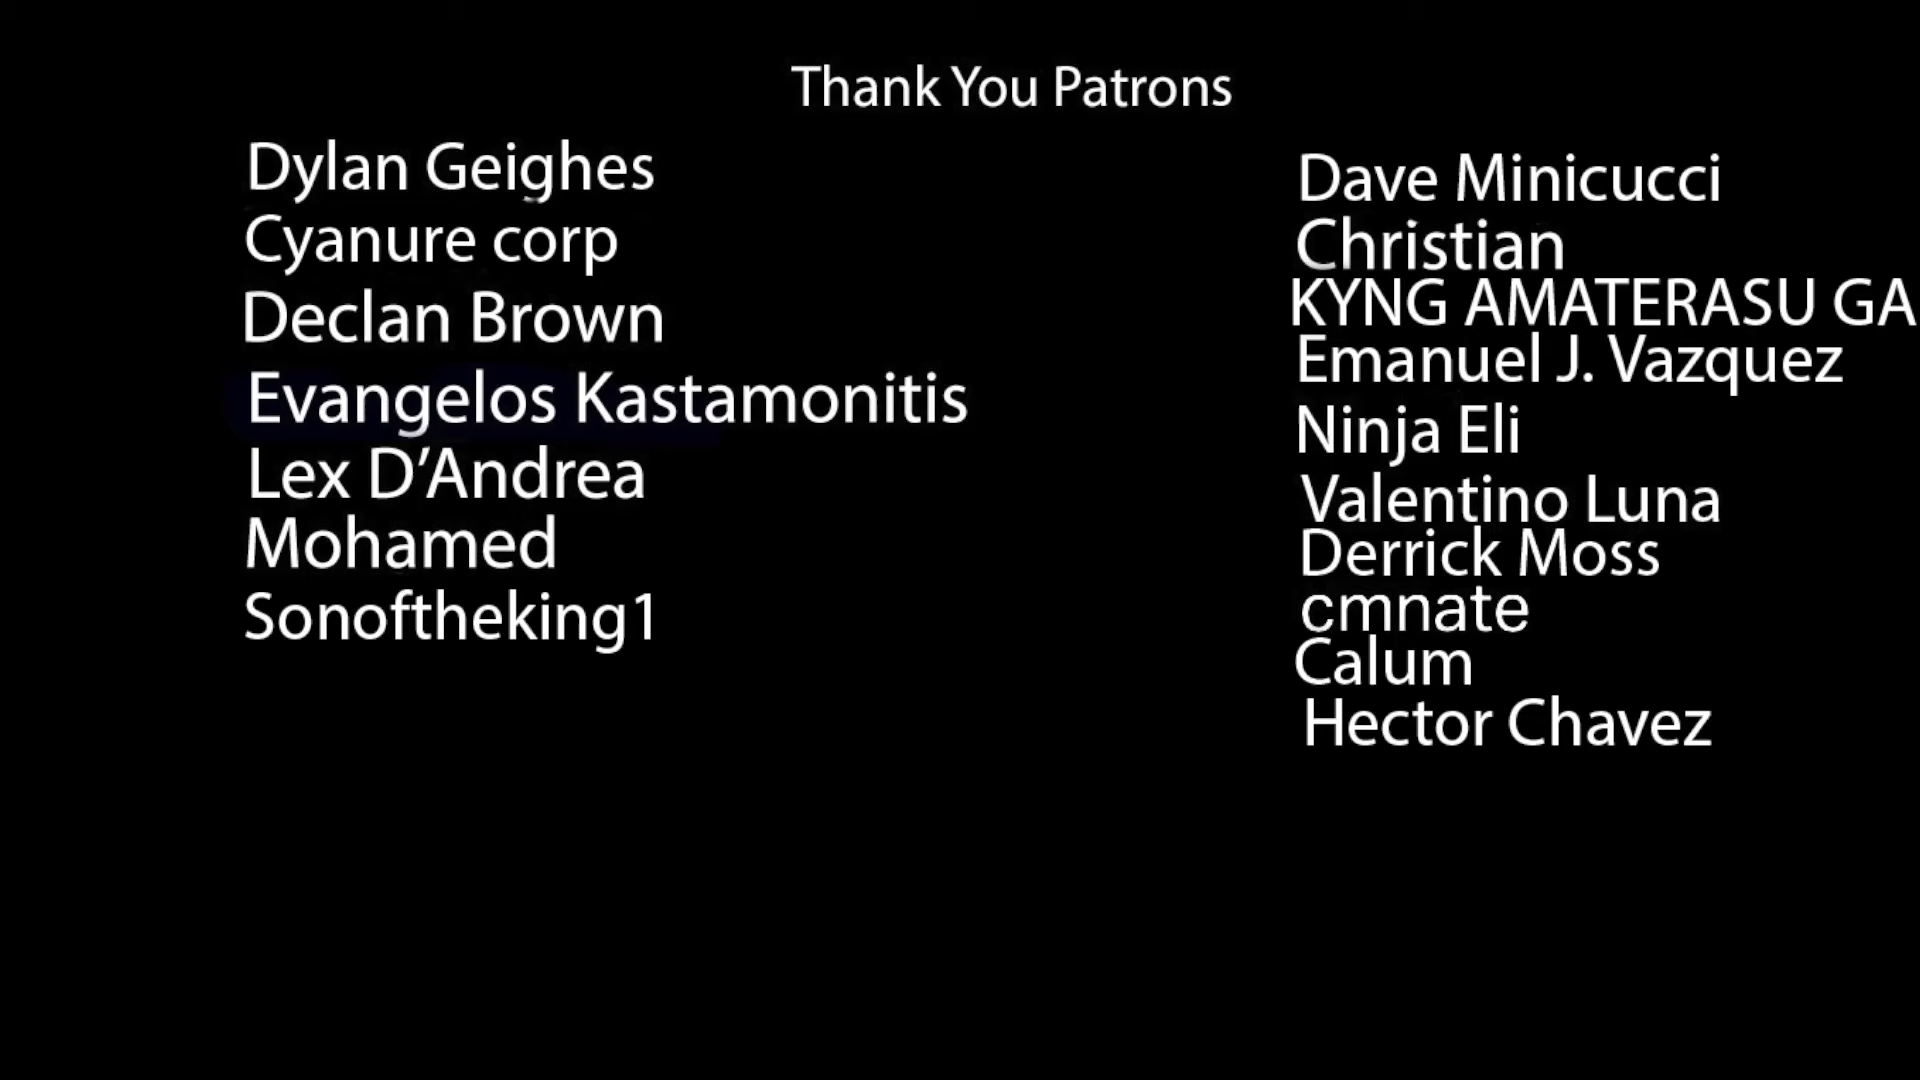 Thank You Patrons
Dylan Geighes
Cyanure corp
Declan Brown
Evangelos Kastamonitis
Lex D’Andrea
Mohamed
Sonoftheking1
Dave Minicucci
Christian
KYNG AMATERASU GA
Emanuel J. Vazquez
Ninja Eli
Valentino Luna
Derrick Moss
cmnate
Calum
Hector Chavez